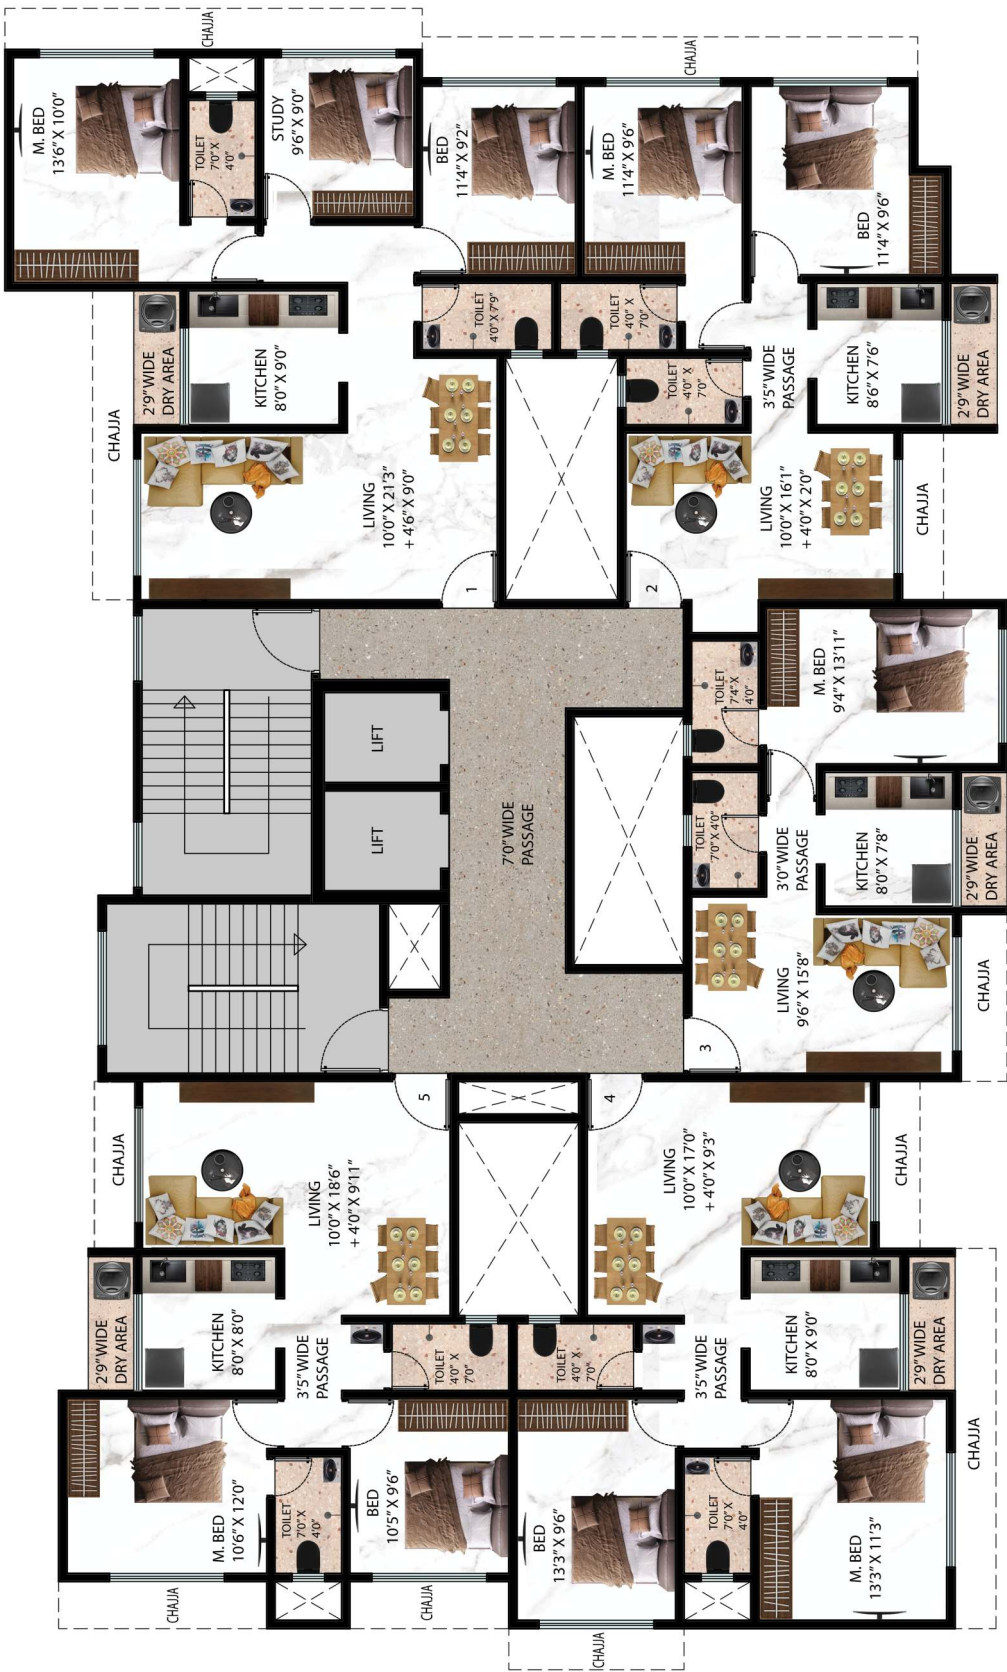 CHAJJA
M. BED
13'6" X 10'0"
TOILET
7'0" X
4'0"
STUDY
9'6" X 9'0"
BED
11'4" X 9'2"
CHAJJA
M. BED
11'4" X 9'6"
BED
11'4" X 9'6"
2'9" WIDE
DRY AREA
KITCHEN
8'0" X 9'0"
TOILET
4'0" X 7'9"
TOILET
4'0" X
7'0"
TOILET
4'0" X
7'0"
3'5" WIDE
PASSAGE
KITCHEN
8'6" X 7'6"
2'9" WIDE
DRY AREA
CHAJJA
LIVING
10'0" X 21'3"
+ 4'6" X 9'0"
LIVING
10'0" X 16'1"
+ 4'0" X 2'0"
CHAJJA
1
2
TOILET
7'4" X
4'0"
M. BED
9'4" X 13'11"
LIFT
LIFT
7'0" WIDE
PASSAGE
TOILET
7'0" X 4'0"
3'0" WIDE
PASSAGE
KITCHEN
8'0" X 7'8"
2'9" WIDE
DRY AREA
LIVING
9'6" X 15'8"
CHAJJA
3
5
4
CHAJJA
LIVING
10'0" X 18'6"
+ 4'0" X 9'11"
LIVING
10'0" X 17'0"
+ 4'0" X 9'3"
CHAJJA
2'9" WIDE
DRY AREA
KITCHEN
8'0" X 8'0"
3'5" WIDE
PASSAGE
TOILET
4'0" X
7'0"
TOILET
4'0" X
7'0"
3'5" WIDE
PASSAGE
KITCHEN
8'0" X 9'0"
2'9" WIDE
DRY AREA
CHAJJA
M. BED
10'6" X 12'0"
TOILET
7'0" X
4'0"
BED
10'5" X 9'6"
BED
13'3" X 9'6"
TOILET
7'0" X
4'0"
M. BED
13'3" X 11'3"
CHAJJA
CHAJJA
CHAJJA